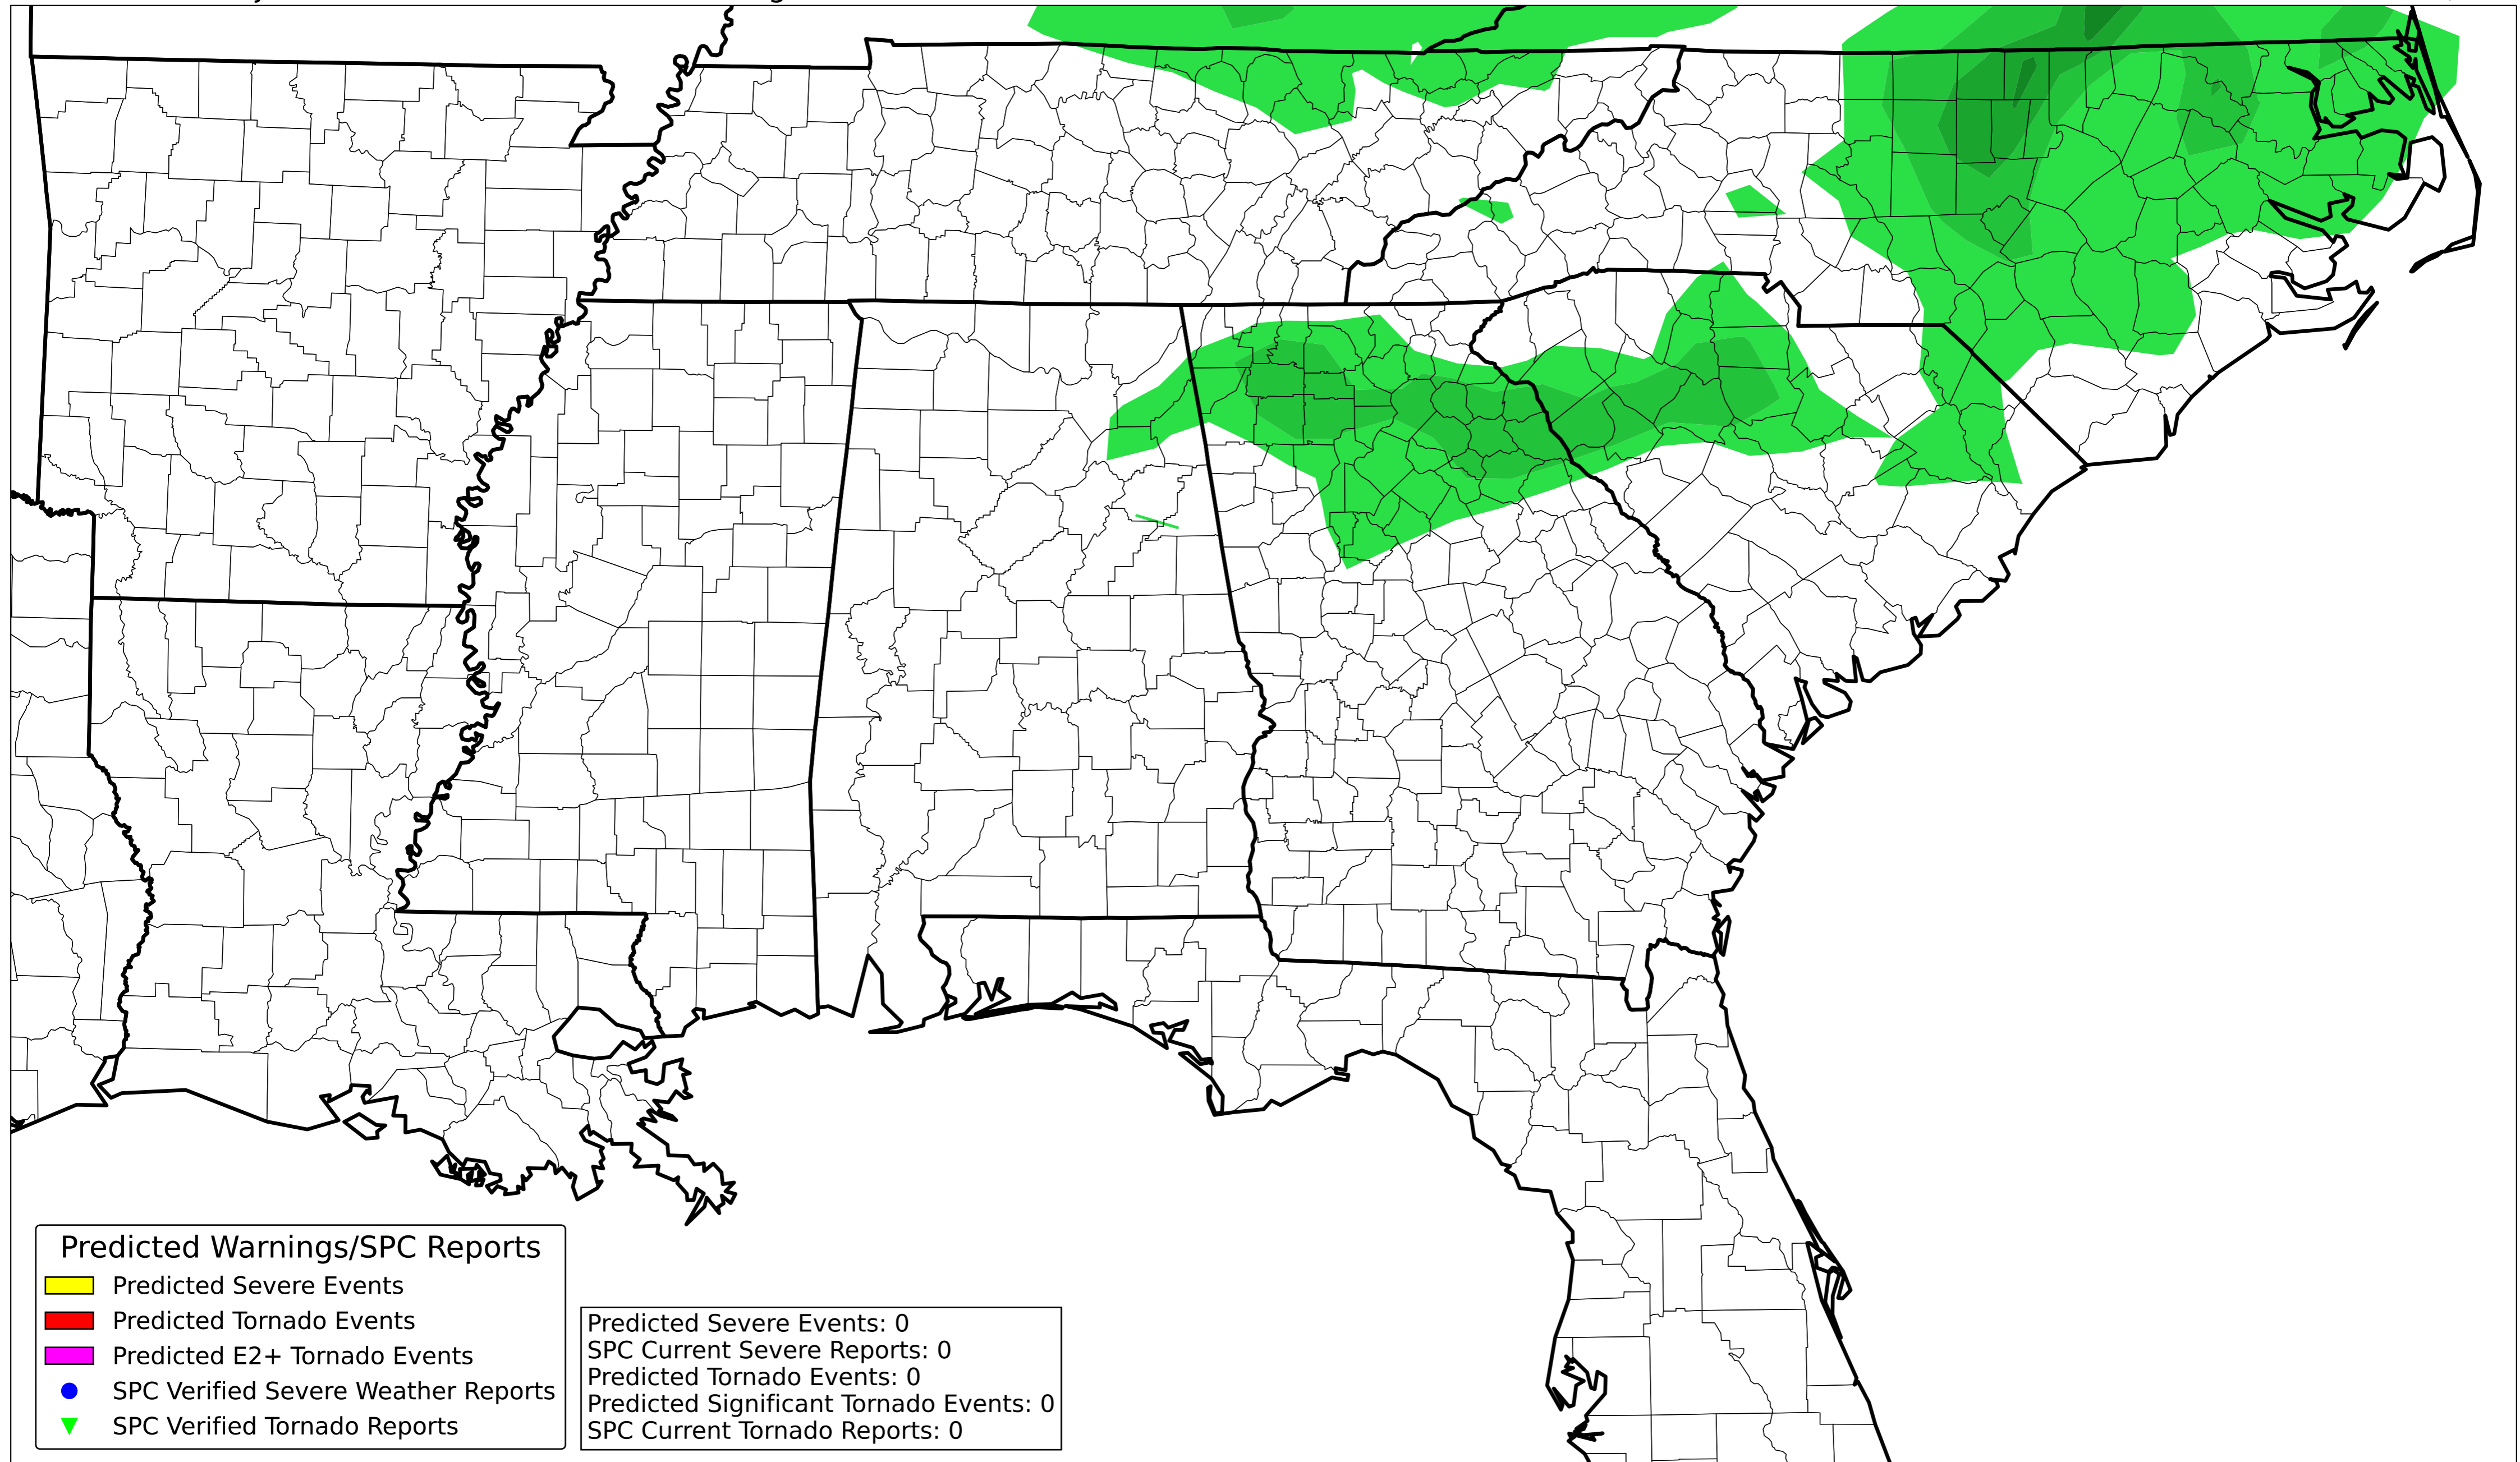 Predicted Warnings/SPC Reports
Predicted Severe Events
Predicted Tornado Events
Predicted E2+ Tornado Events
SPC Verified Severe Weather Reports
SPC Verified Tornado Reports
Predicted Severe Events: 0
SPC Current Severe Reports: 0
Predicted Tornado Events: 0
Predicted Significant Tornado Events: 0
SPC Current Tornado Reports: 0